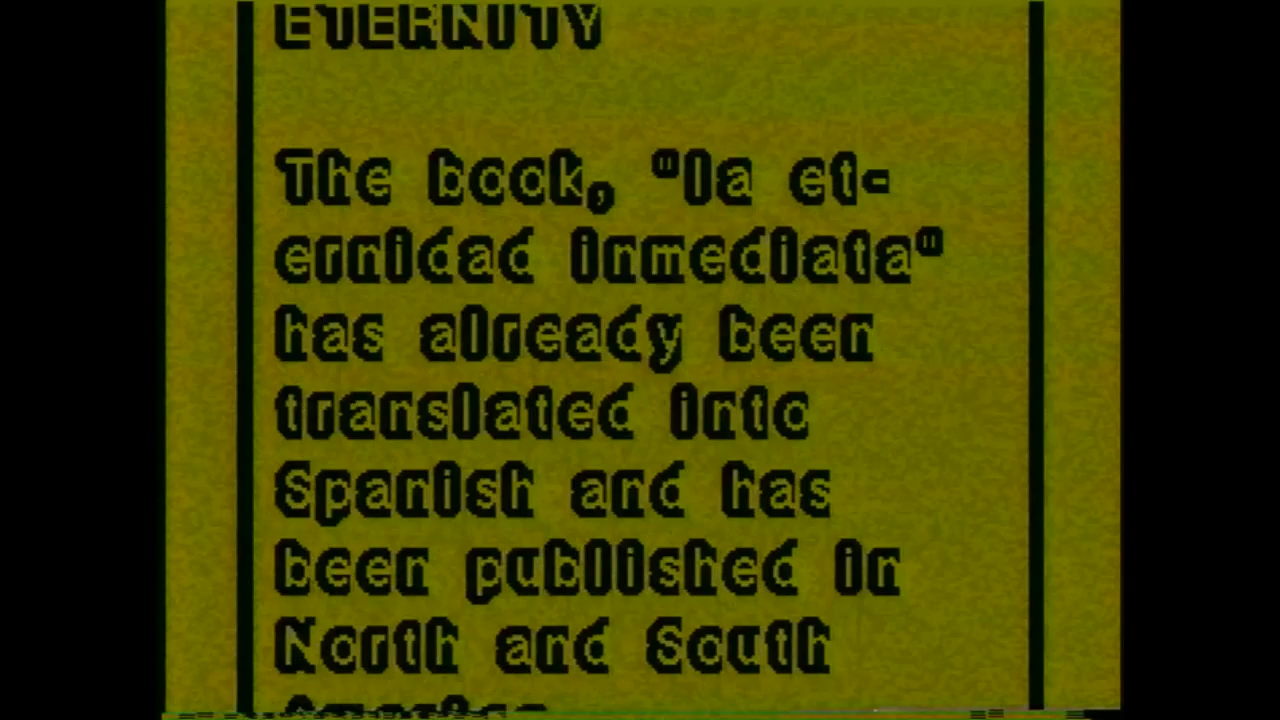 ETERNITY
The book, "la et-
ernidad inmediata"
has already been
translated into
Spanish and has
been published in
North and South
America